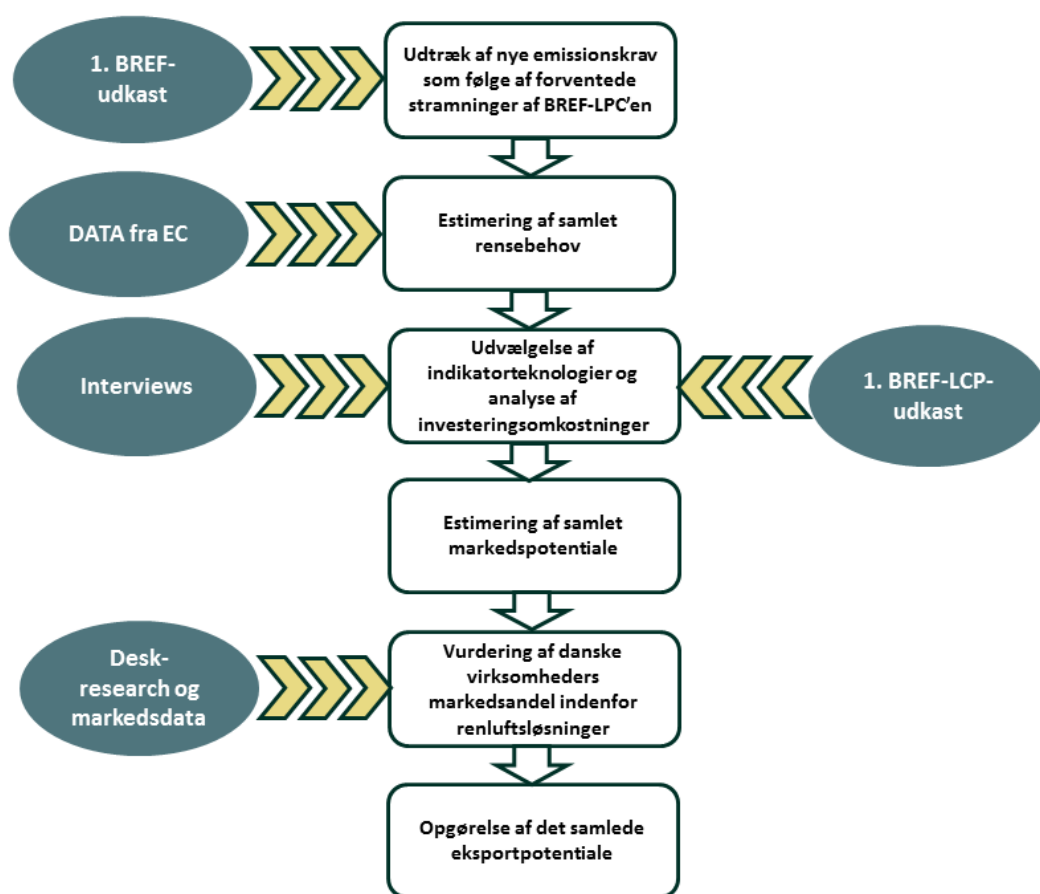 1. BREF-
udkast
Udtræk af nye emissionskrav
som følge af forventede
stramninger af BREF-LPC’en
DATA fra EC
Estimering af samlet
rensebehov
Interviews
Udvælgelse af
indikatorteknologier og
analyse af
investeringsomkostninger
1. BREF-LCP-
udkast
Estimering af samlet
markedspotentiale
Desk-
research og
markedsdata
Vurdering af danske
virksomheders
markedsandel indenfor
renluftsløsninger
Opgørelse af det samlede
eksportpotentiale